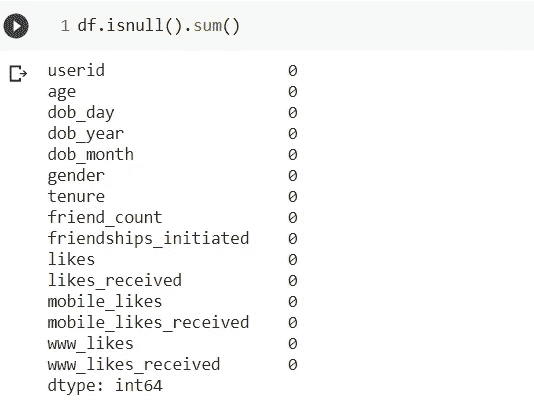 1 df.isnull().sum()
userid 0
age 0
dob_day 0
dob_year 0
dob_month 0
gender 0
tenure 0
friend_count 0
friendships_initiated 0
likes 0
likes_received 0
mobile_likes 0
mobile_likes_received 0
www_likes 0
www_likes_received 0
dtype: int64